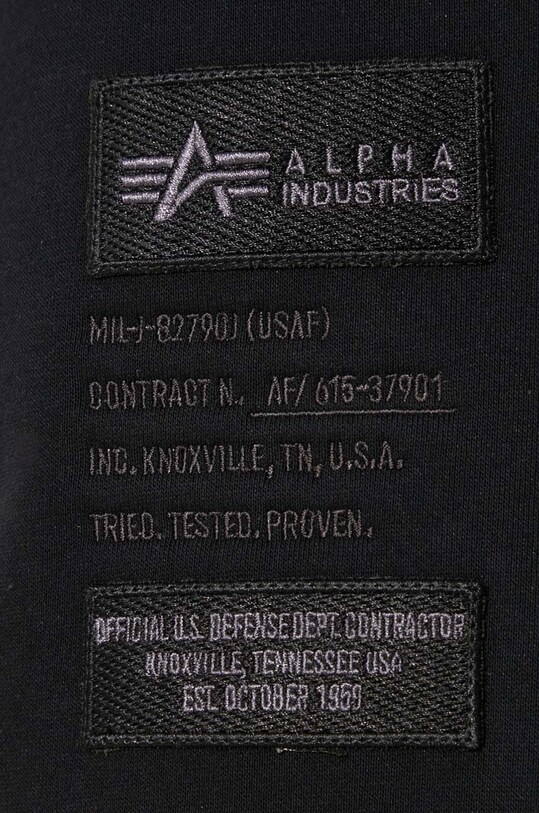 ALPHA
INDUSTRIES
MIL-J-82790J (USAF)
CONTRACT N., AF/ 615-37901
INC. KNOXVILLE, TN, U.S.A.
TRIED. TESTED. PROVEN.
OFFICIAL U.S. DEFENSE DEPT. CONTRACTOR
KNOXVILLE, TENNESSEE USA
EST. OCTOBER 1959